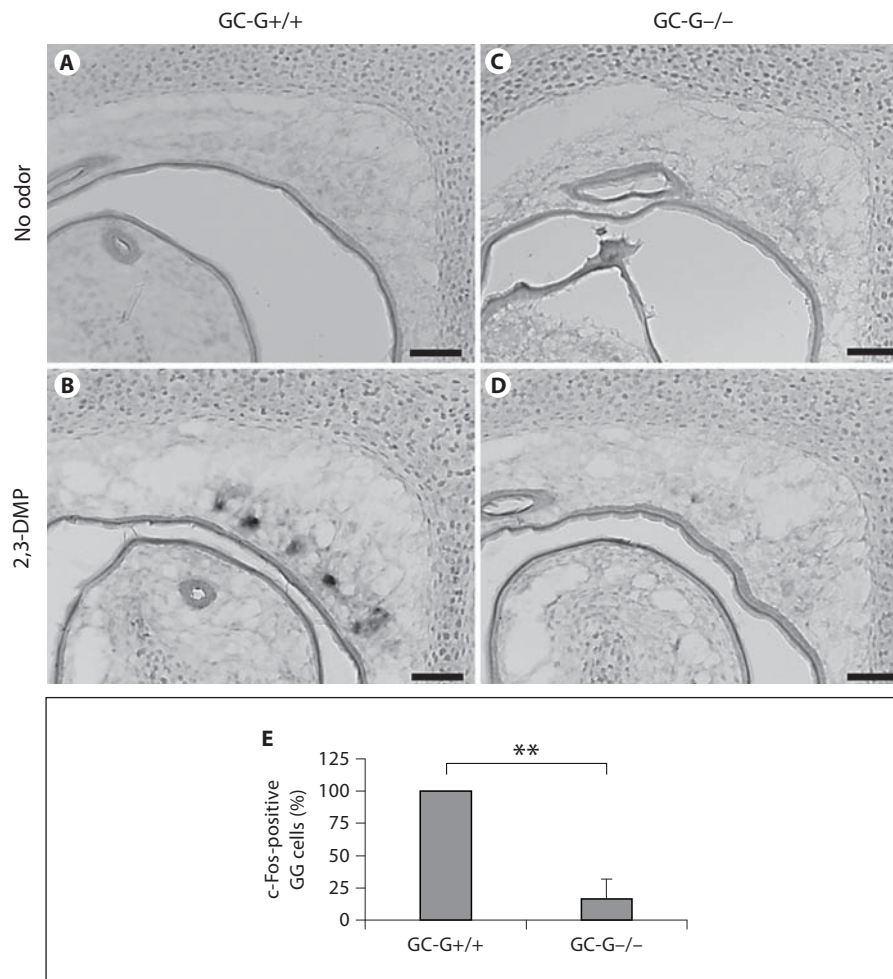 GC-G+/+
GC-G–/–
No odor
A
C
2,3-DMP
B
D
E
c-Fos-positive
GG cells (%)
125
100
75
50
25
0
**
GC-G+/+
GC-G–/–